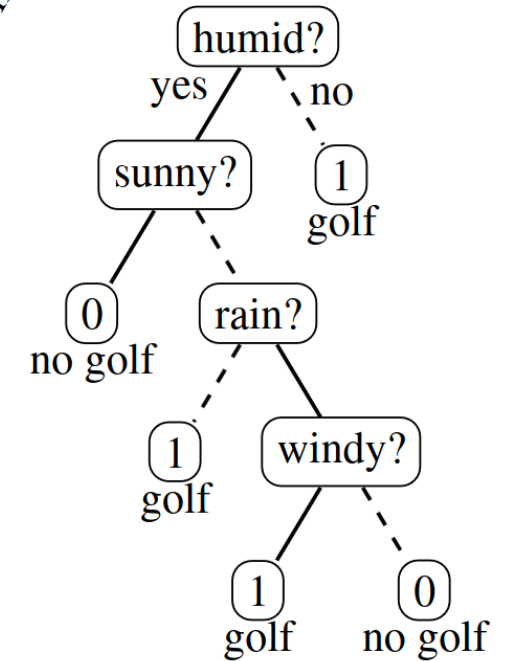 humid?
yes
no
sunny?
1
golf
0
no golf
rain?
1
golf
windy?
1
golf
0
no golf